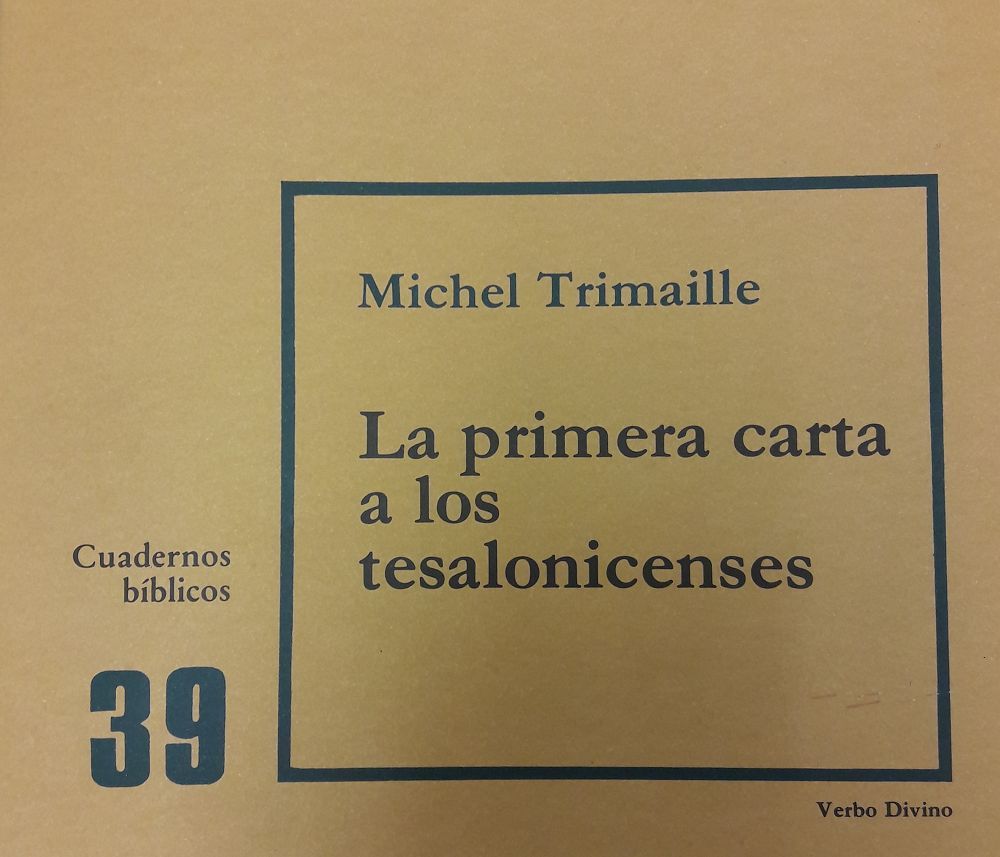 Michel Trimaille
La primera carta
a los
tesalonicenses
Cuadernos
bíblicos
39
Verbo Divino